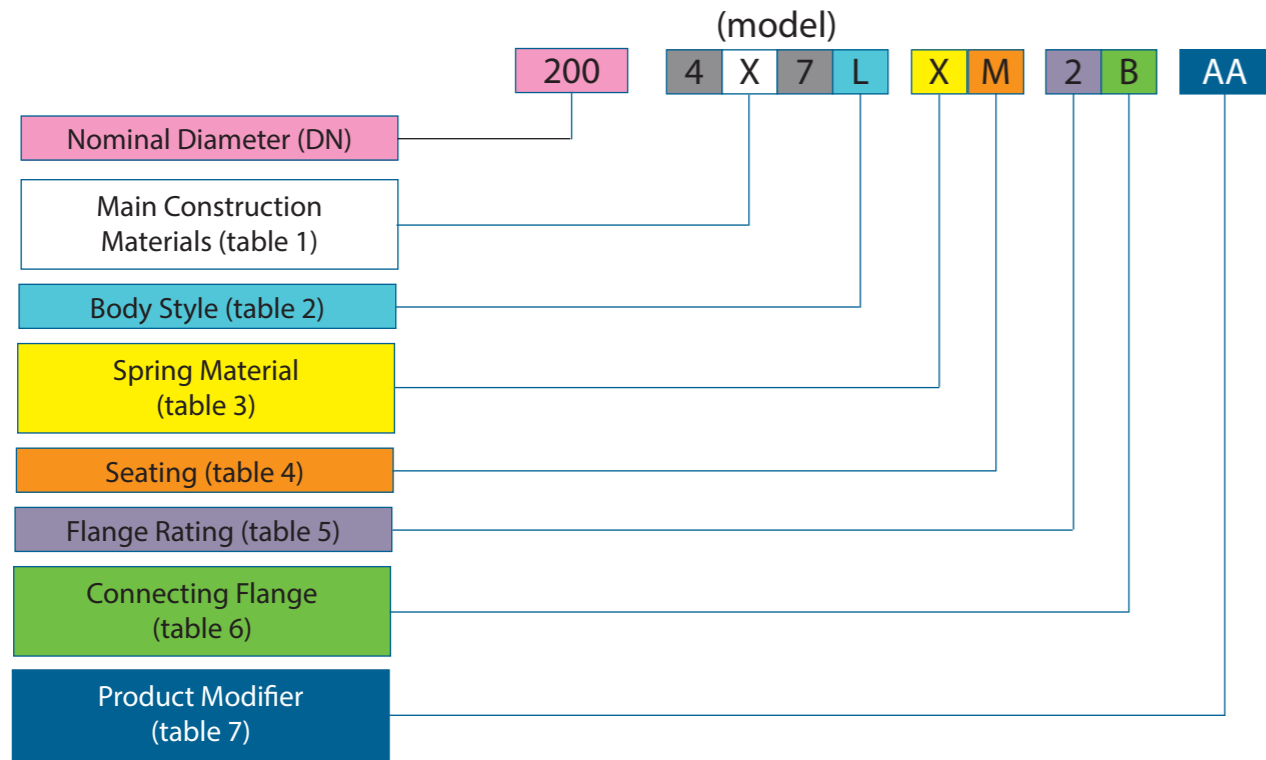 (model)
200 4 X 7 L X M 2 B AA
Nominal Diameter (DN)
Main Construction
Materials (table 1)
Body Style (table 2)
Spring Material
(table 3)
Seating (table 4)
Flange Rating (table 5)
Connecting Flange
(table 6)
Product Modifier
(table 7)